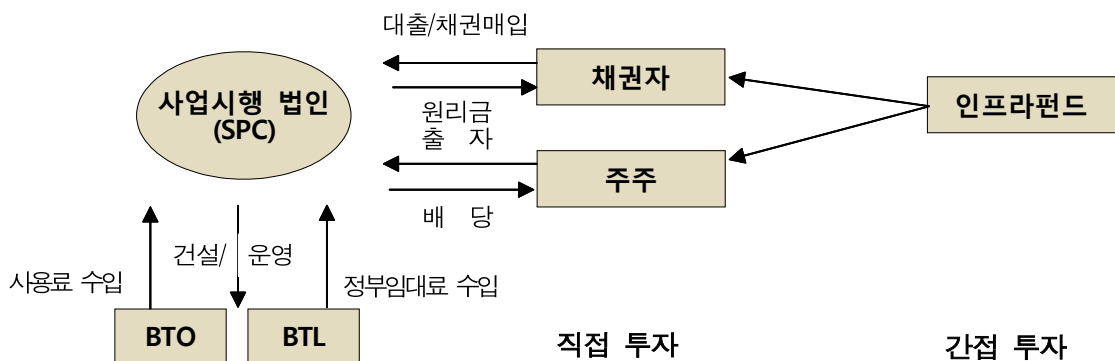 대출/채권매입
채권자
사업시행 법인
(SPC)
인프라펀드
원리금
출 자
주주
배 당
건설/ 운영
사용료 수입
정부임대료 수입
BTO
BTL
직접 투자
간접 투자